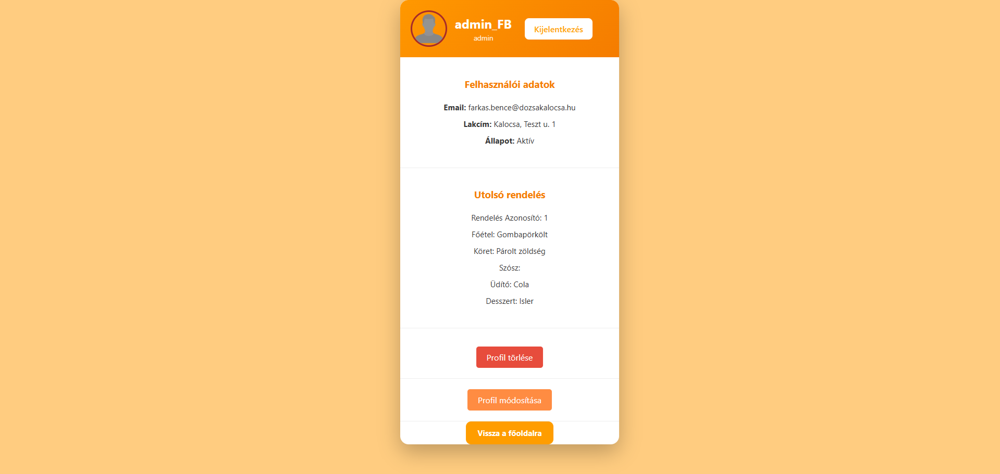 admin_FB
admin
Kijelentkezés
Felhasználói adatok
Email: farkas.bence@dozsakalocsa.hu
Lakcím: Kalocsa, Teszt u. 1
Állapot: Aktív
Utolsó rendelés
Rendelés Azonosító: 1
Főétel: Gombapörkölt
Köret: Párolt zöldség
Szósz:
Üdítő: Cola
Desszert: Isler
Profil törlése
Profil módosítása
Vissza a főoldalra